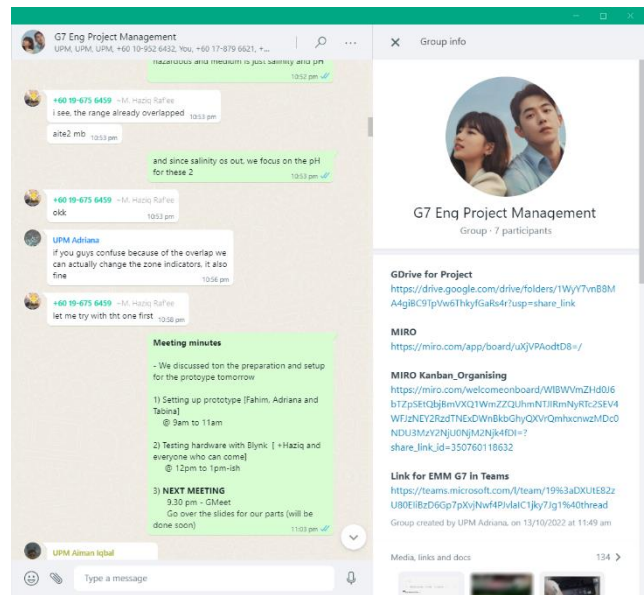 G7 Eng Project Management
UPM, UPM, UPM, +60 10-952 6432, You, +60 17-879 6621, +...
hazardous and medium is just salinity and pH
10:52 pm
+60 19-675 6459 ~M. Haziq Raf'ee
i see, the range already overlapped 10:53 pm
aite2 mb 10:53 pm
and since salinity os out, we focus on the pH
for these 2
10:53 pm
+60 19-675 6459 ~M. Haziq Raf'ee
okk
10:53 pm
UPM Adriana
if you guys confuse because of the overlap we
can actually change the zone indicators, it also
fine
10:56 pm
+60 19-675 6459 ~M. Haziq Raf'ee
let me try with tht one first 10:58 pm
Meeting minutes
- We discussed ton the preparation and setup
for the protoype tomorrow
1) Setting up prototype [Fahim, Adriana and
Tabina]
@ 9am to 11am
2) Testing hardware with Blynk [ +Haziq and
everyone who can come]
@ 12pm to 1pm-ish
3) NEXT MEETING
9.30 pm - GMeet
Go over the slides for our parts (will be
done soon)
11:03 pm
UPM Aiman Iqbal
Type a message
Group info
G7 Eng Project Management
Group · 7 participants
GDrive for Project
https://drive.google.com/drive/folders/1WyY7vnB8M
A4giBC9TpVw6ThkyfGaRs4r?usp=share_link
MIRO
https://miro.com/app/board/uXjVPAodtD8=/
MIRO Kanban_Organising
https://miro.com/welcomeonboard/WlBWVmZHd0J6
bTZpSEtQbjBmVXQ1WmZZQUhmNTJIRmNyRTc2SEV4
WFJzNEY2RzdTNExDWnBkbGhyQXVrQmhxcnwzMDc0
NDU3MzY2NjU0NjM2Njk4fDI=?
share_link_id=350760118632
Link for EMM G7 in Teams
https://teams.microsoft.com/l/team/19%3aDXUtE82z
U80EIiBzD6Gp7pXvjNwf4PJvlaIC1jky7Jg1%40thread
Group created by UPM Adriana, on 13/10/2022 at 11:49 am
Media, links and docs
134